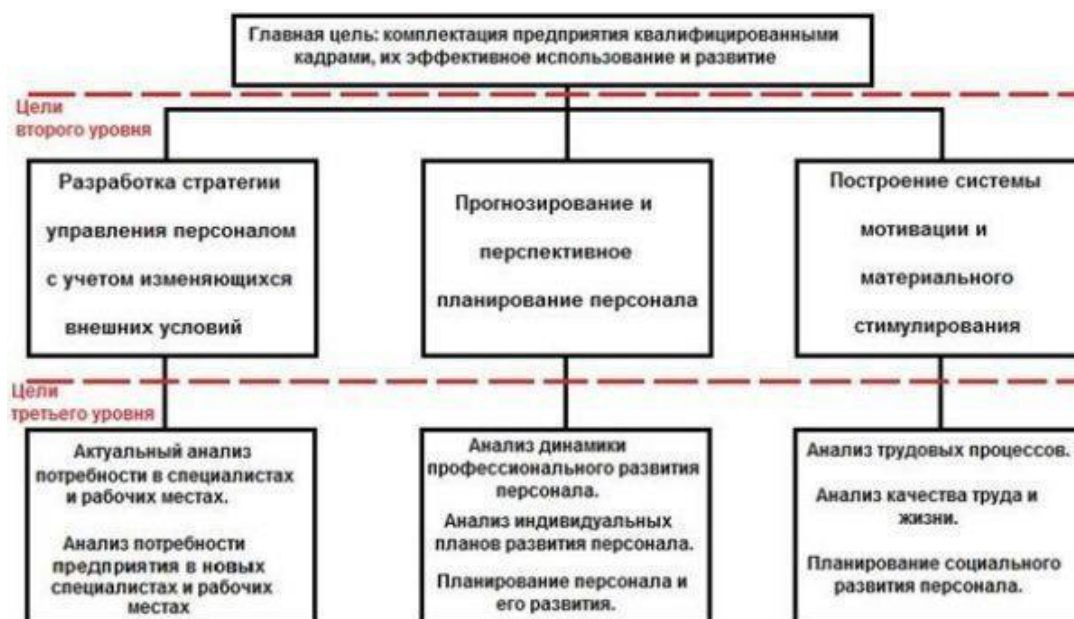 Главная цель: комплектация предприятия квалифицированными
кадрами, их эффективное использование и развитие
Цели
второго уровня
Разработка стратегии
управления персоналом
с учетом изменяющихся
внешних условий
Прогнозирование и
перспективное
планирование персонала
Построение системы
мотивации и
материального
стимулирования
Цели
третьего уровня
Актуальный анализ
потребности в специалистах
и рабочих местах.
Анализ потребности
предприятия в новых
специалистах и рабочих
местах
Анализ динамики
профессионального развития
персонала.
Анализ индивидуальных
планов развития персонала.
Планирование персонала и
его развития.
Анализ трудовых процессов.
Анализ качества труда и
жизни.
Планирование социального
развития персонала.